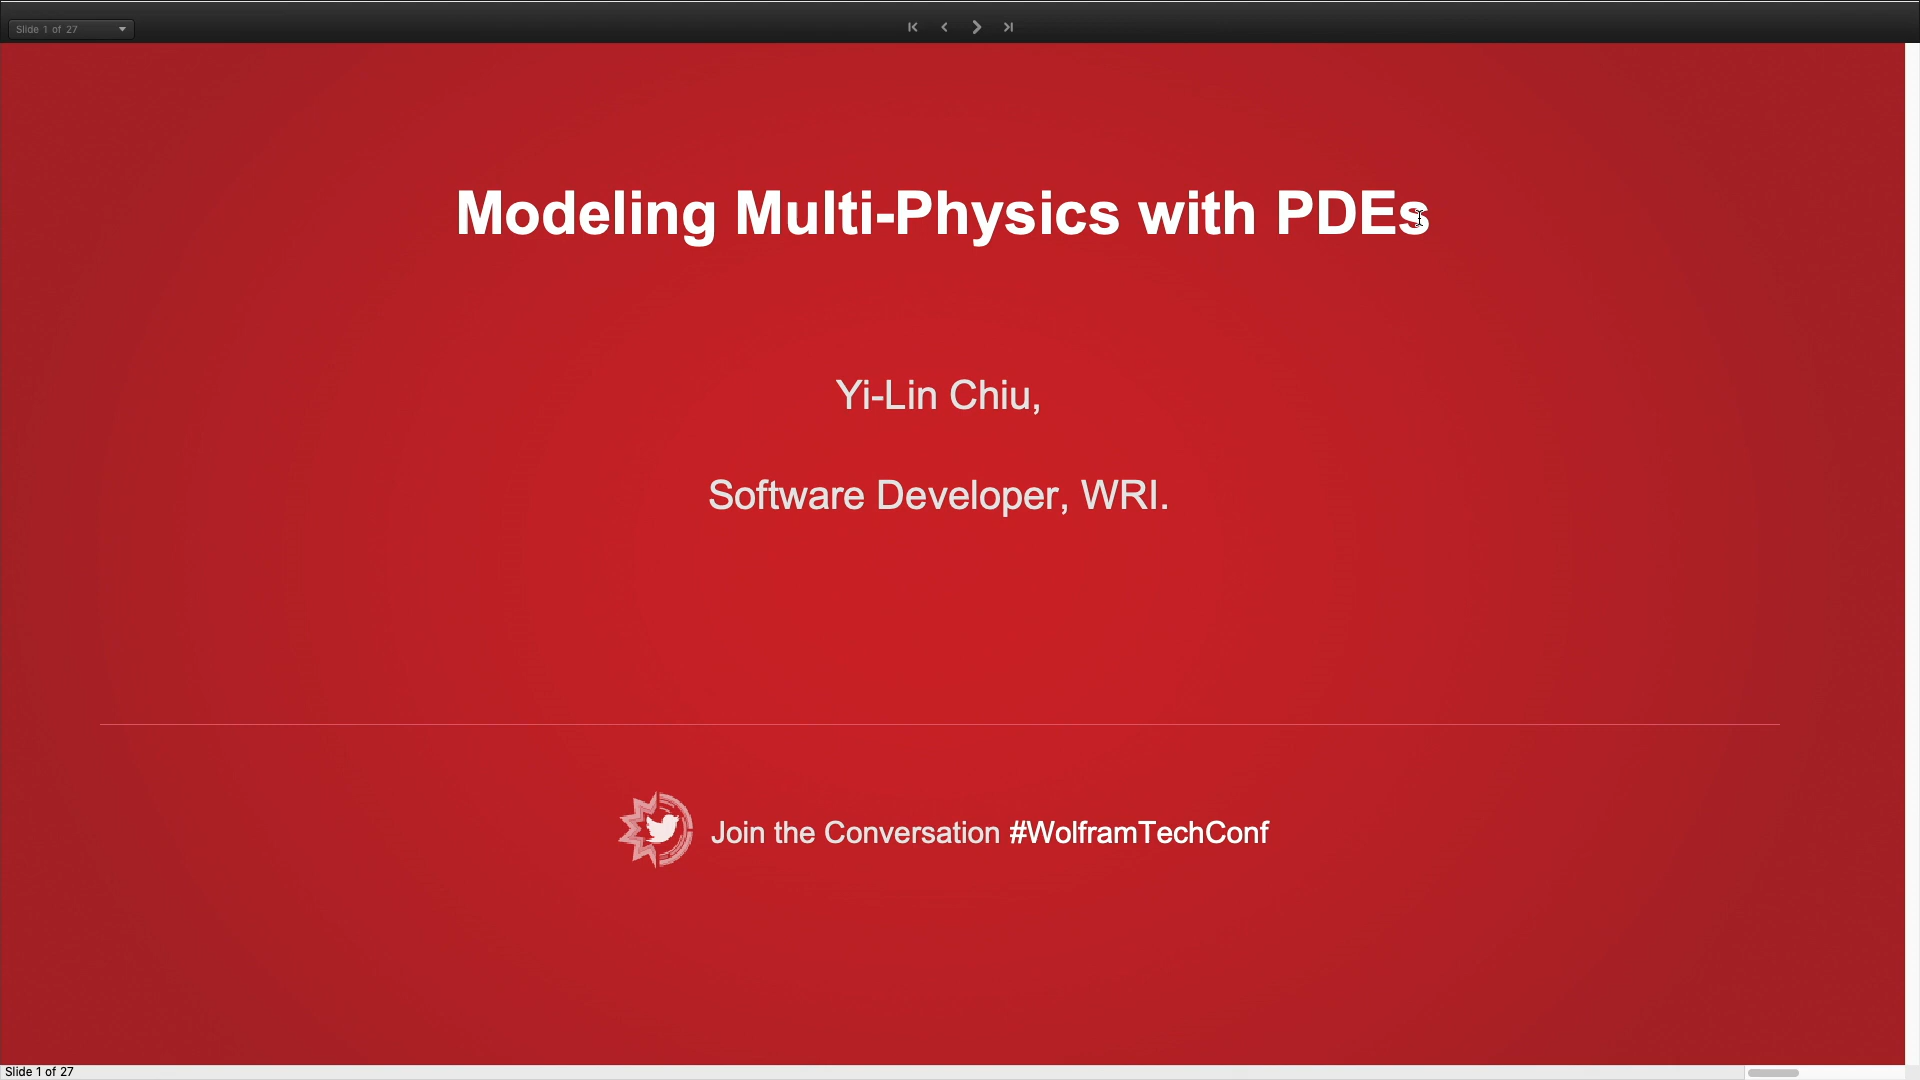 Slide 1 of 27
Modeling Multi-Physics with PDEs
Yi-Lin Chiu,
Software Developer, WRI.
Join the Conversation #WolframTechConf
Slide 1 of 27